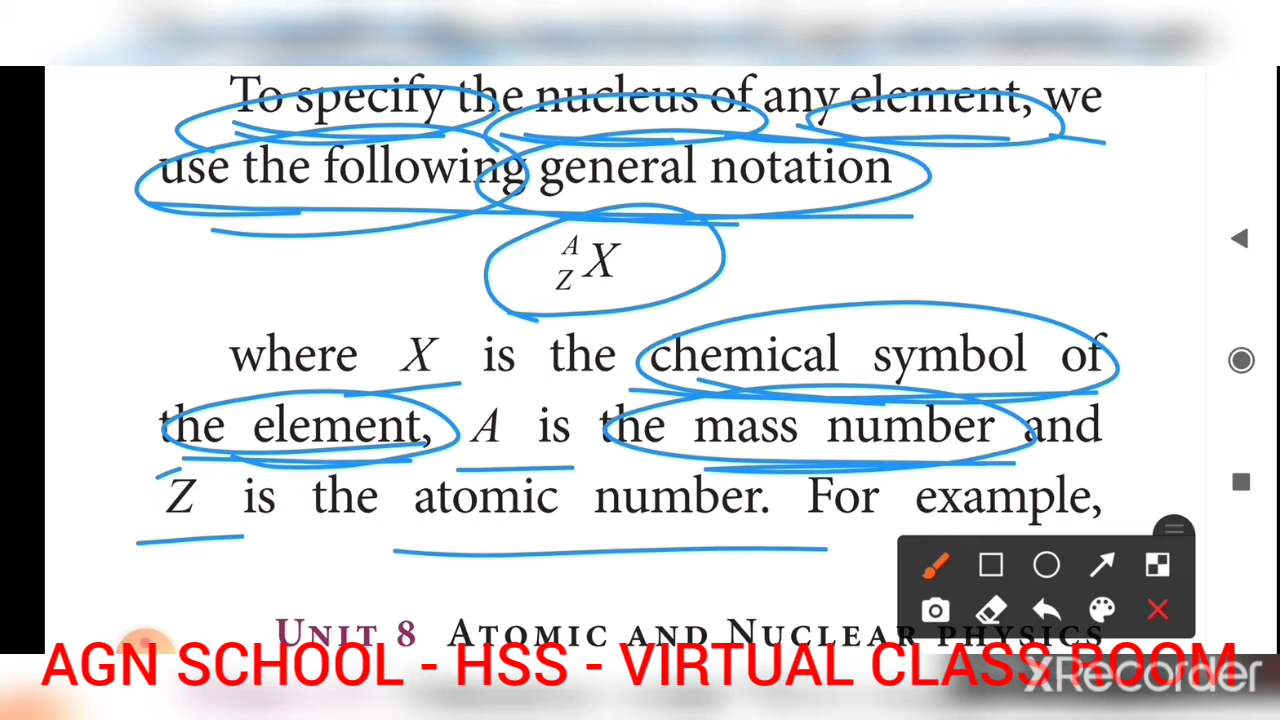 To specify the nucleus of any element, we
use the following general notation
A
Z X
where X is the chemical symbol of
the element, A is the mass number and
Z is the atomic number. For example,
UNIT 8 ATOMIC AND NUCLEAR PHYSICS
AGN SCHOOL - HSS - VIRTUAL CLASS ROOM
XRecorder